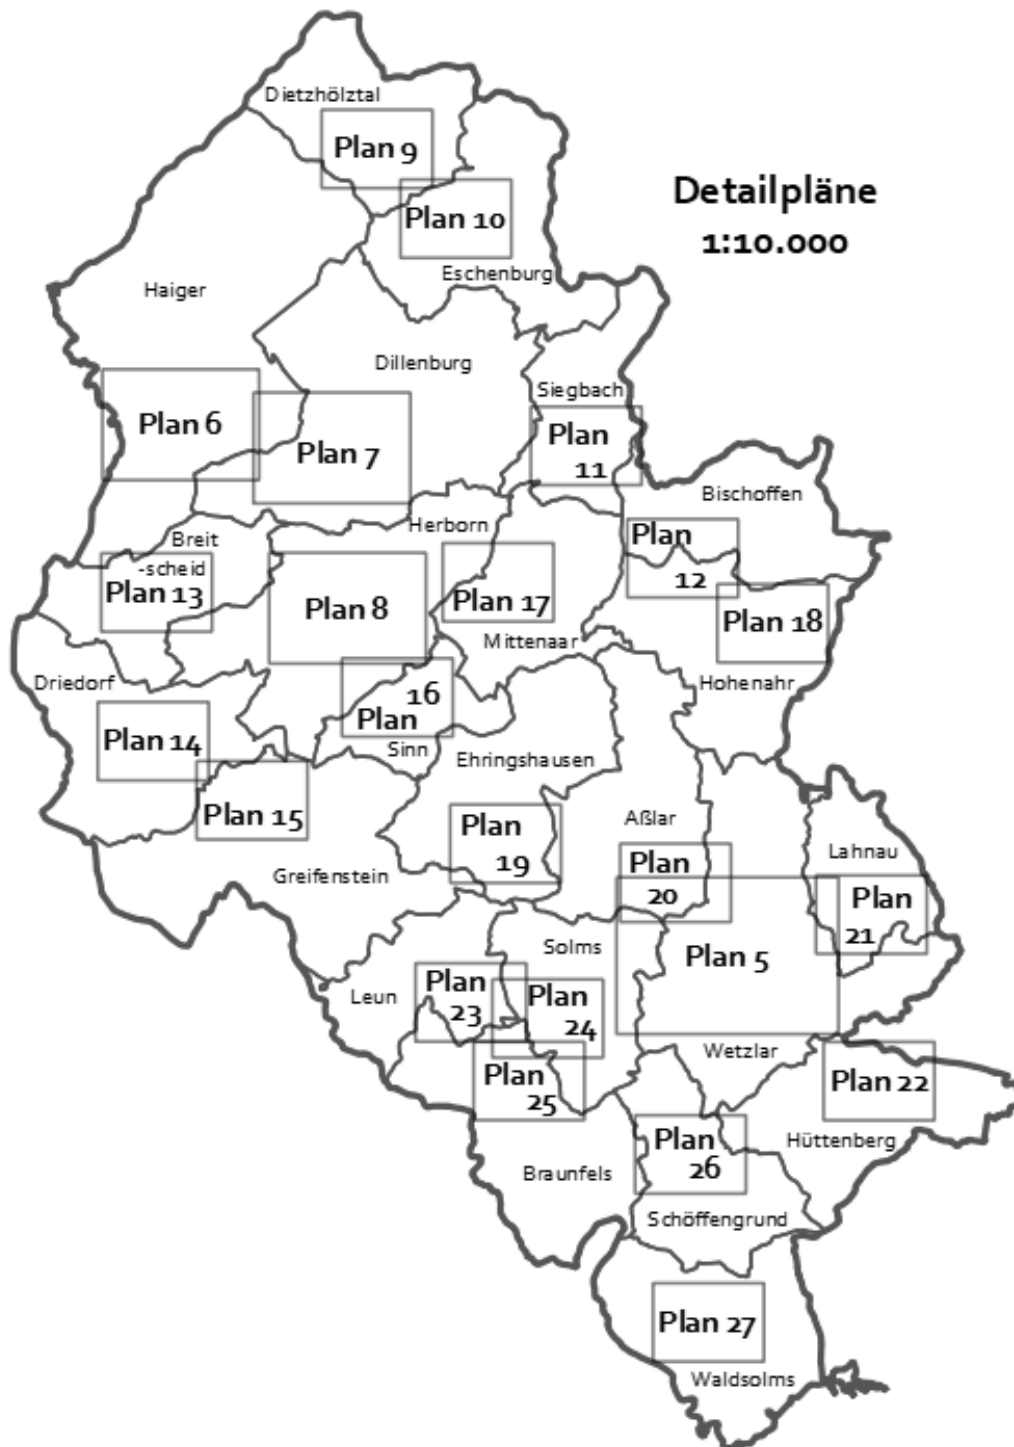 Dietzhölztal
Plan 9
Detailpläne
1:10.000
Plan 10
Eschenburg
Haiger
Dillenburg
Siegbach
Plan 6
Plan 7
Plan
11
Bischoffen
Herborn
Breit
-scheid
Plan 13
Plan 8
Plan 17
Plan
12
Plan 18
Mittenaar
Driedorf
Hohenahr
16
Plan
Sinn
Plan 14
Ehringshausen
Plan 15
Plan
19
Aßlar
Lahnau
Greifenstein
Plan
20
Plan
21
Solms
Plan 5
Leun
Plan
23
Plan
24
Wetzlar
Plan
25
Plan 22
Hüttenberg
Plan
26
Braunfels
Schöffengrund
Plan 27
Waldsolms